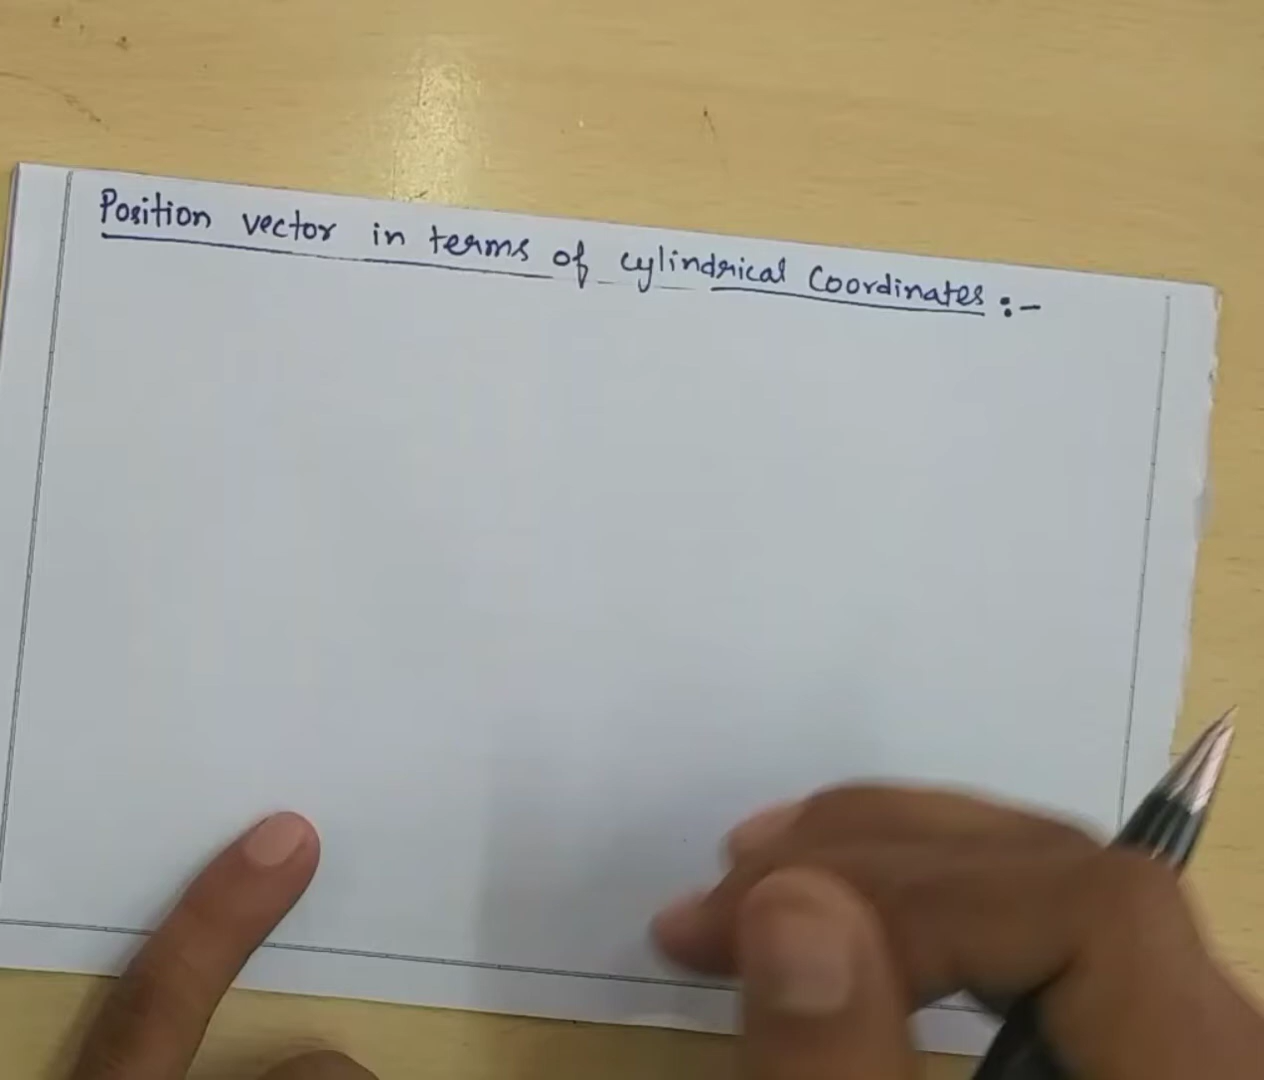 Position vector in terms of cylindrical Coordinates :-